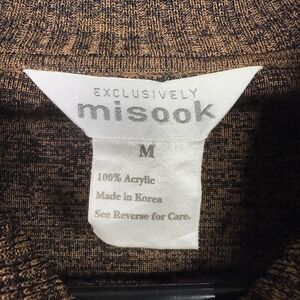 EXCLUSIVELY
misook
M
100% Acrylic
Made in Korea
See Reverse for Care.